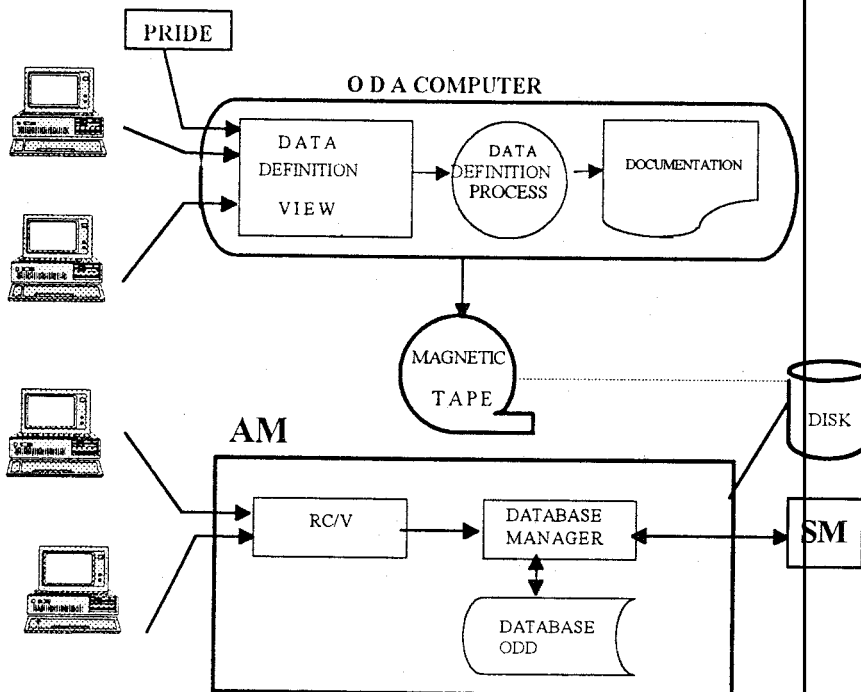 PRIDE
ODA COMPUTER
DATA
DEFINITION
VIEW
DATA
DEFINITION
PROCESS
DOCUMENTATION
MAGNETIC
TAPE
DISK
AM
RC/V
DATABASE
MANAGER
SM
DATABASE
ODD